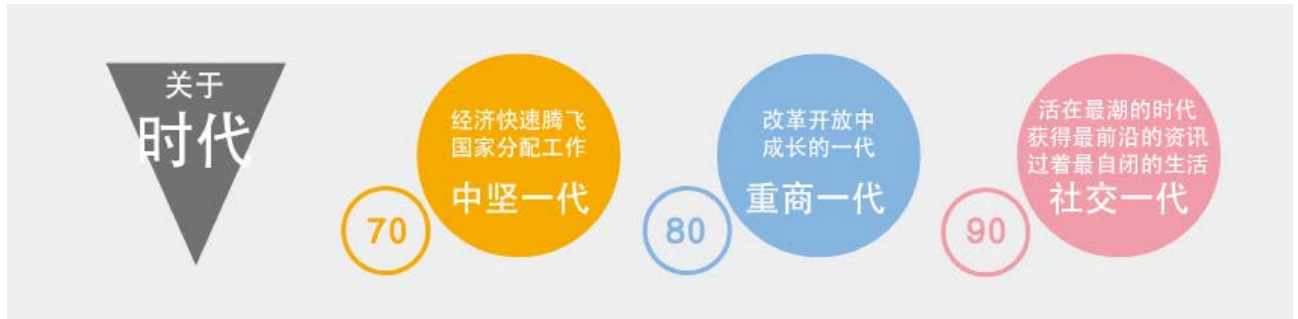 关于
时代
经济快速腾飞
国家分配工作
中坚一代
70
改革开放中
成长的一代
重商一代
80
活在最潮的时代
获得最前沿的资讯
过着最自闭的生活
社交一代
90